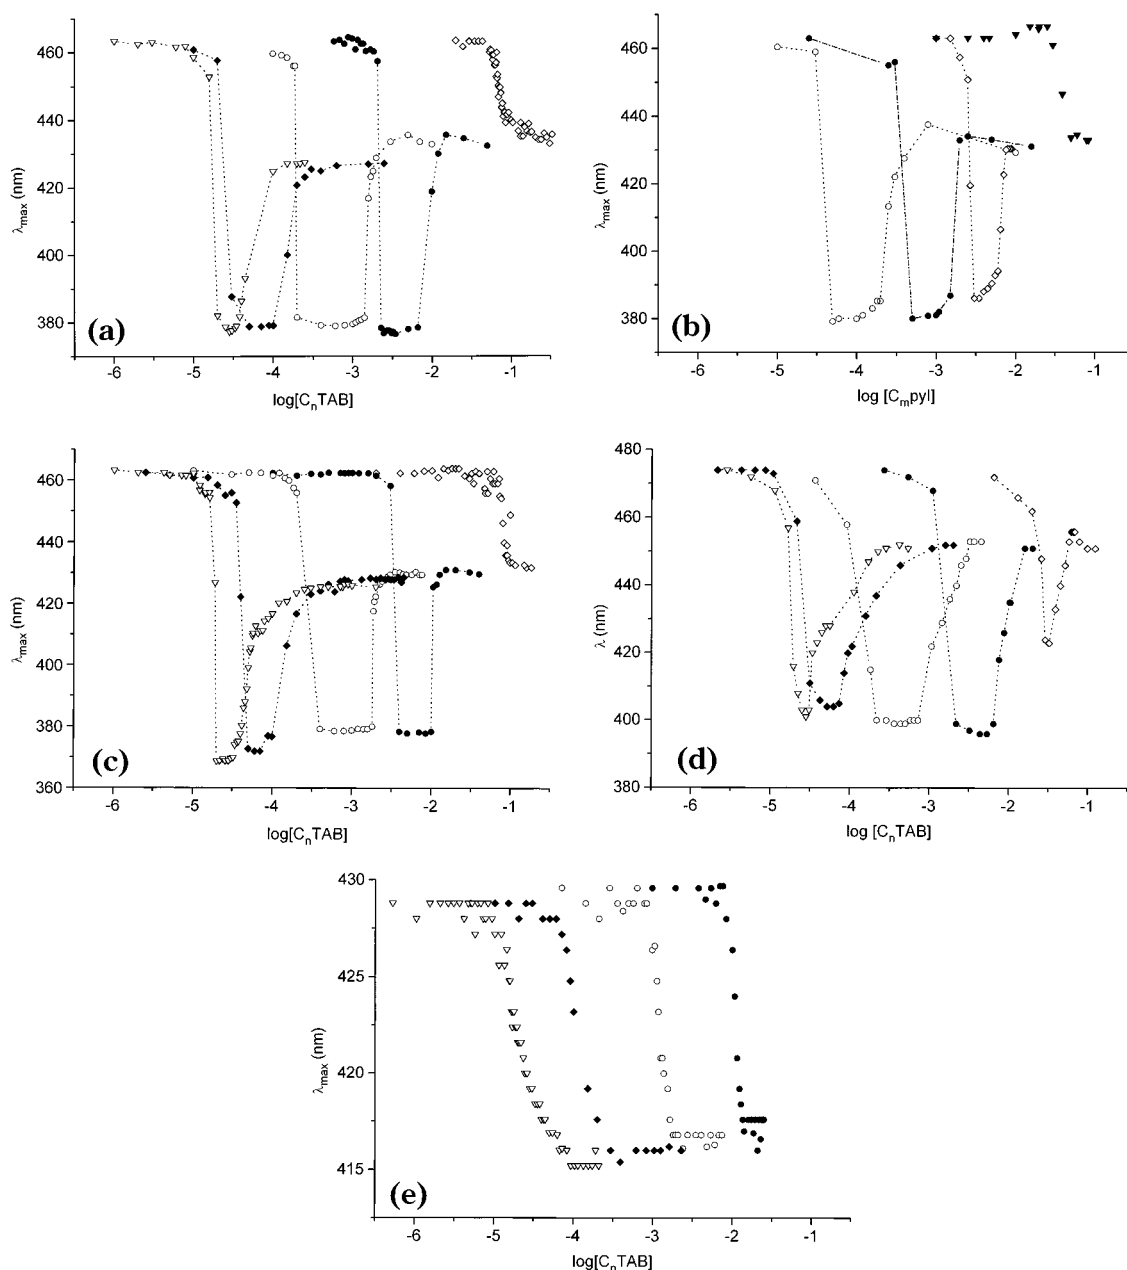 460
440
420
400
380
λmax (nm)
(a)
-6 -5 -4 -3 -2 -1
log[CnTAB]
460
440
420
400
380
λmax (nm)
(b)
-6 -5 -4 -3 -2 -1
log [CmpyI]
460
440
420
400
380
360
λmax (nm)
(c)
-6 -5 -4 -3 -2 -1
log[CnTAB]
480
460
440
420
400
380
λ (nm)
(d)
-6 -5 -4 -3 -2 -1
log [CnTAB]
430
425
420
415
λmax (nm)
(e)
-6 -5 -4 -3 -2 -1
log[CnTAB]